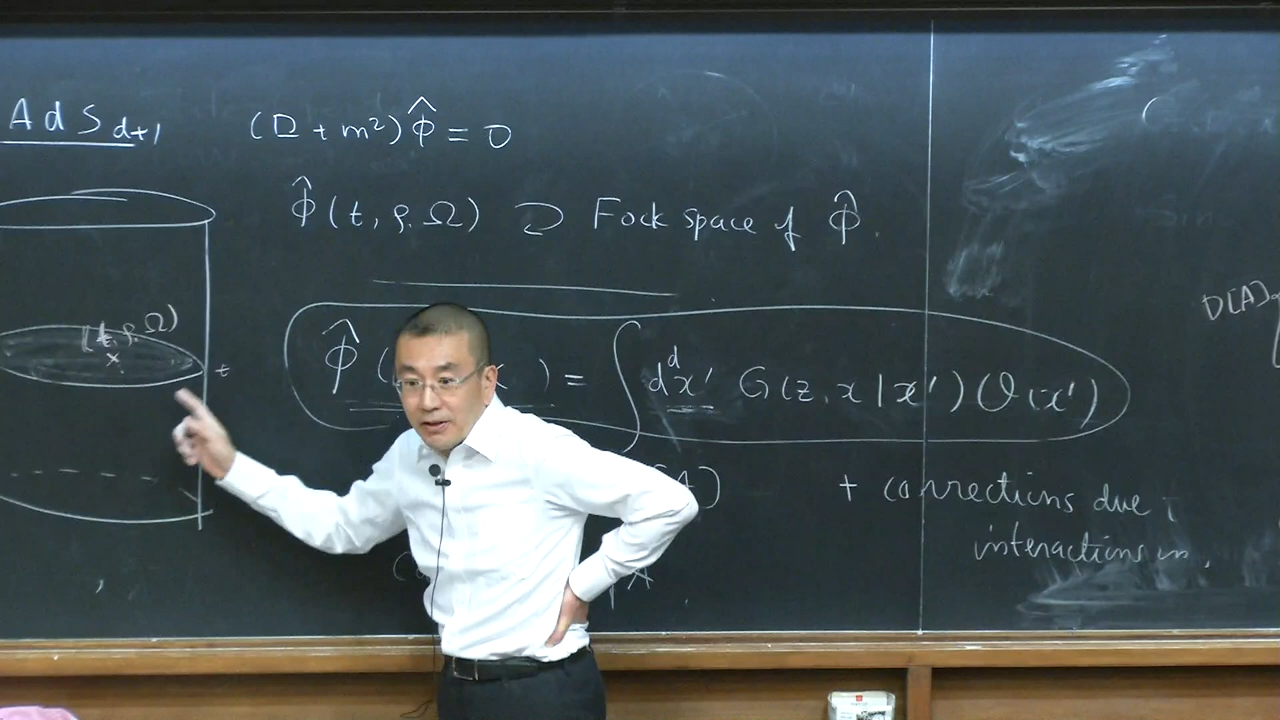 AdS_{d+1}
(□ + m²) Φ̂ = 0
Φ̂(t, ρ, Ω) ⊃ Fock space of Φ̂.
(t, ρ, Ω)
x
t
Φ̂( ) = ∫ d^d x' G(z, x | x') O(x')
D[A]
A)
+ corrections due
interactions in
A